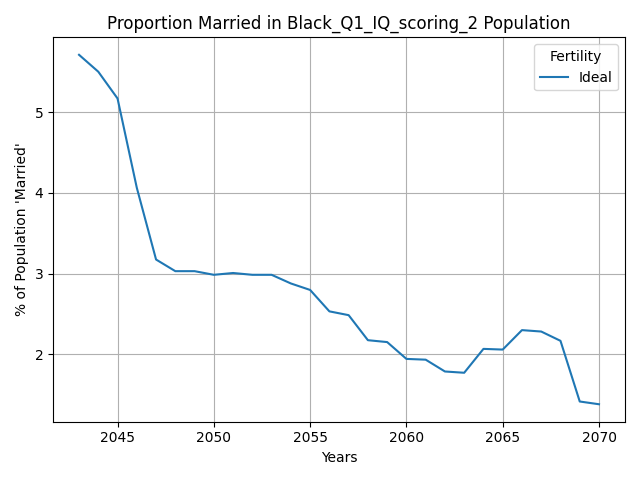 Proportion Married in Black_Q1_IQ_scoring_2 Population
Fertility
Ideal
% of Population 'Married'
5
4
3
2
2045 2050 2055 2060 2065 2070
Years